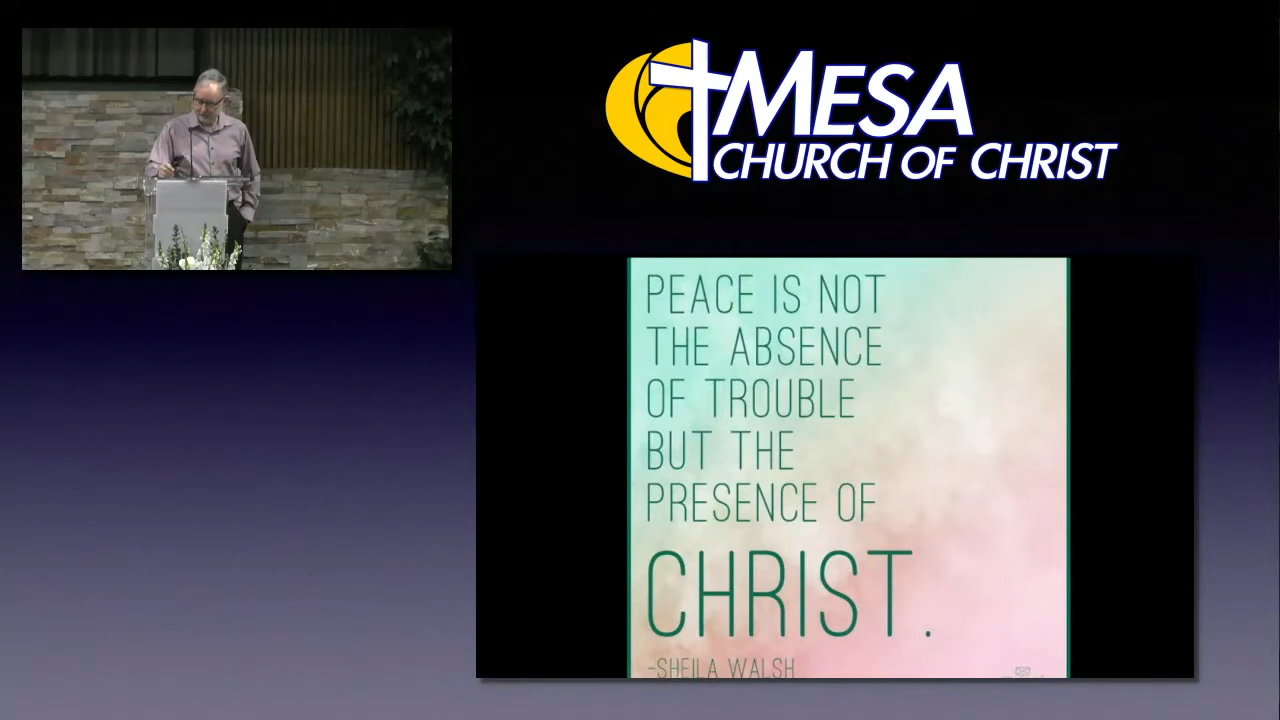 MESA
CHURCH OF CHRIST
PEACE IS NOT
THE ABSENCE
OF TROUBLE
BUT THE
PRESENCE OF
CHRIST.
-SHEILA WALSH